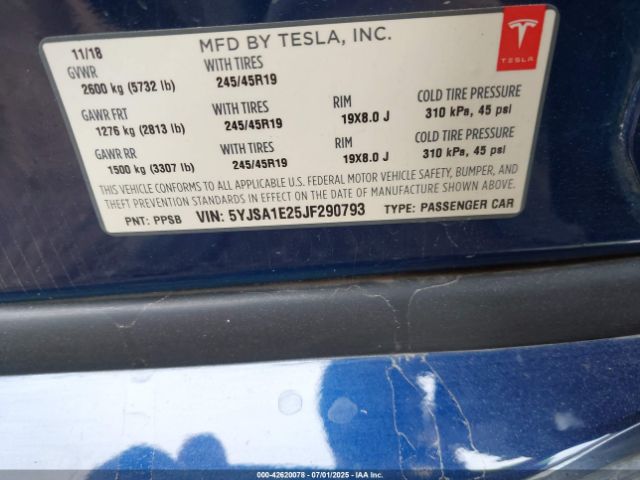 11/18 MFD BY TESLA, INC.
TESLA
GVWR WITH TIRES
2600 kg (5732 lb) 245/45R19
GAWR FRT WITH TIRES RIM COLD TIRE PRESSURE
1276 kg (2813 lb) 245/45R19 19X8.0 J 310 kPa, 45 psi
GAWR RR WITH TIRES RIM COLD TIRE PRESSURE
1500 kg (3307 lb) 245/45R19 19X8.0 J 310 kPa, 45 psi
THIS VEHICLE CONFORMS TO ALL APPLICABLE U.S. FEDERAL MOTOR VEHICLE SAFETY, BUMPER, AND
THEFT PREVENTION STANDARDS IN EFFECT ON THE DATE OF MANUFACTURE SHOWN ABOVE.
PNT: PPSB VIN: 5YJSA1E25JF290793 TYPE: PASSENGER CAR
000-42620078 - 07/01/2025 - IAAHDFC